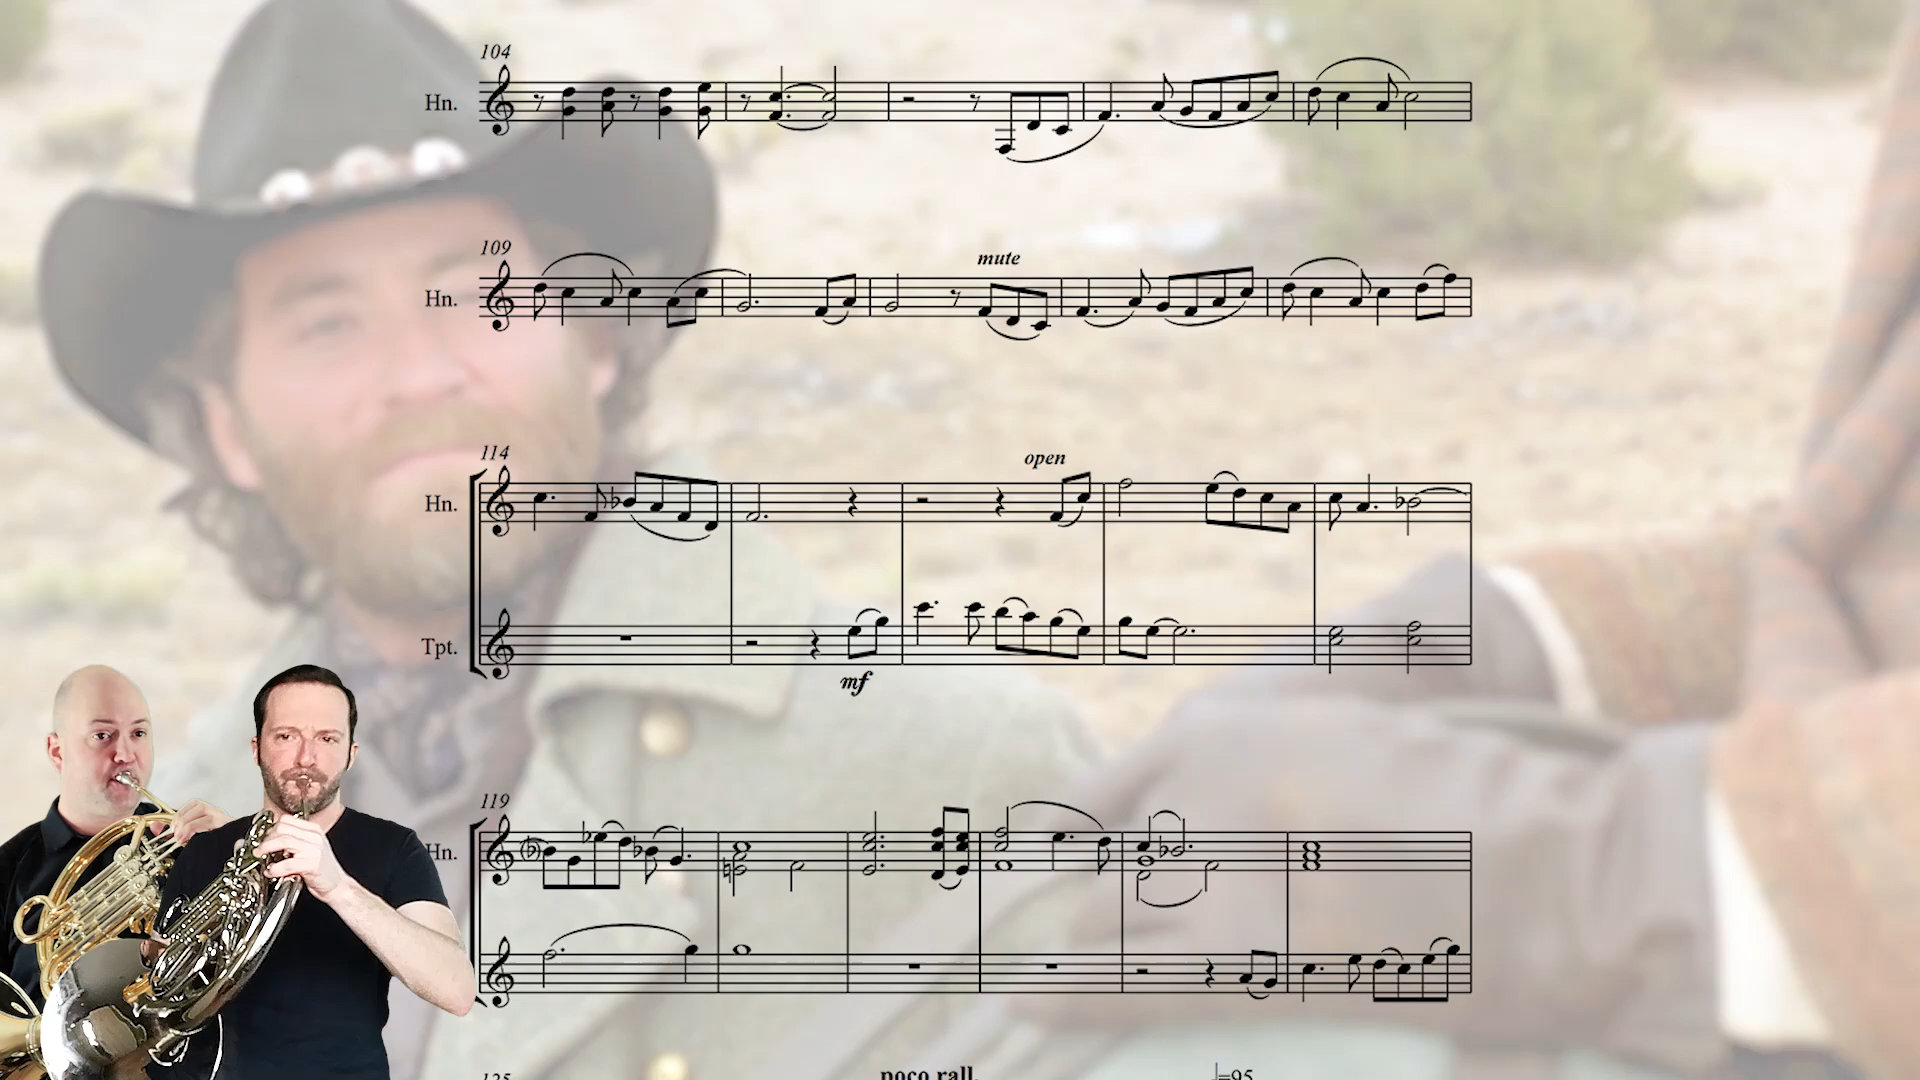 104
Hn.
109
mute
Hn.
114
open
Hn.
Tpt.
mf
119
Hn.
poco rall.
=95